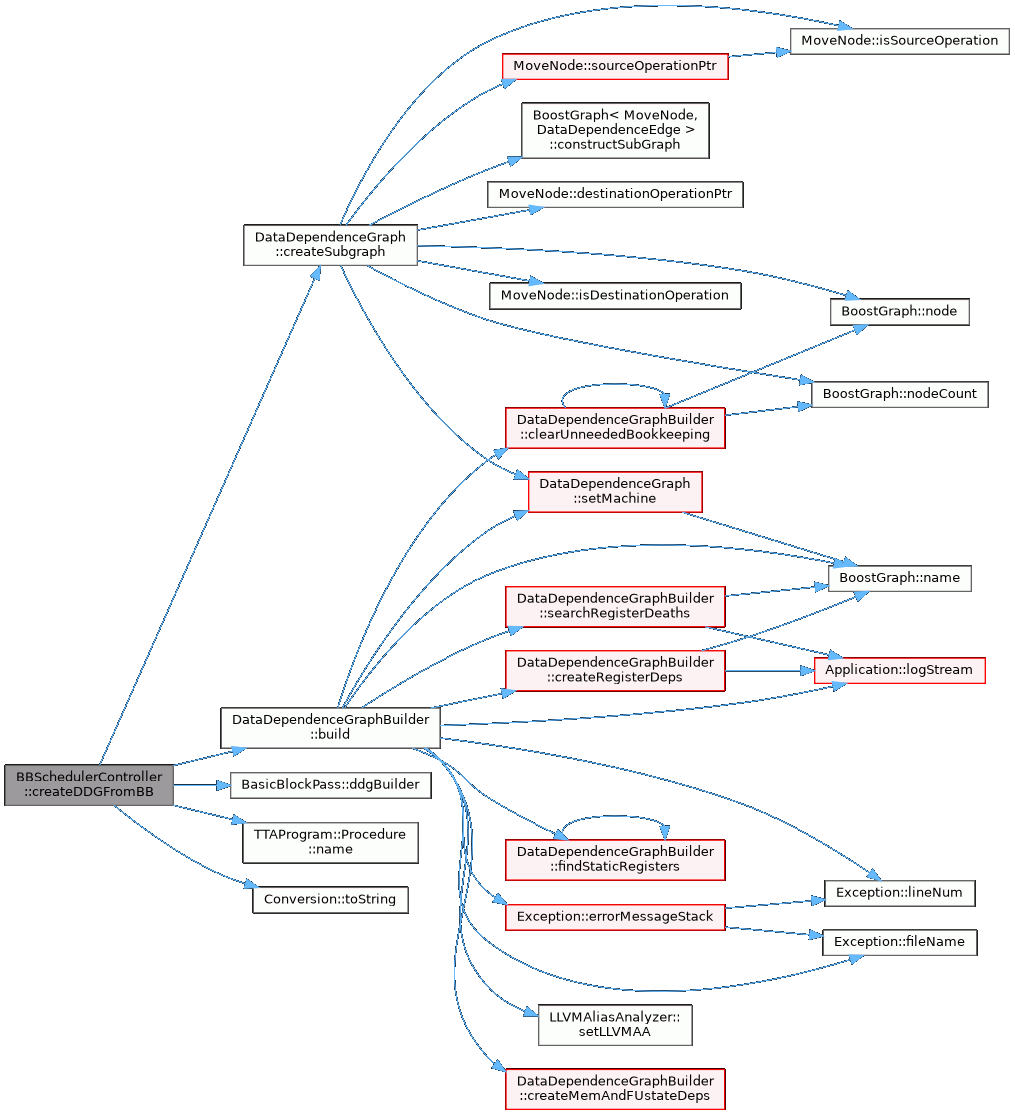 MoveNode::isSourceOperation
MoveNode::sourceOperationPtr
BoostGraph< MoveNode,
DataDependenceEdge >
::constructSubGraph
MoveNode::destinationOperationPtr
DataDependenceGraph
::createSubgraph
MoveNode::isDestinationOperation
BoostGraph::node
BoostGraph::nodeCount
DataDependenceGraphBuilder
::clearUnneededBookkeeping
DataDependenceGraph
::setMachine
BoostGraph::name
DataDependenceGraphBuilder
::searchRegisterDeaths
DataDependenceGraphBuilder
::createRegisterDeps
Application::logStream
DataDependenceGraphBuilder
::build
BBSchedulerController
::createDDGFromBB
BasicBlockPass::ddgBuilder
TTAProgram::Procedure
::name
DataDependenceGraphBuilder
::findStaticRegisters
Conversion::toString
Exception::lineNum
Exception::errorMessageStack
Exception::fileName
LLVMAliasAnalyzer::
setLLVMAA
DataDependenceGraphBuilder
::createMemAndFUstateDeps